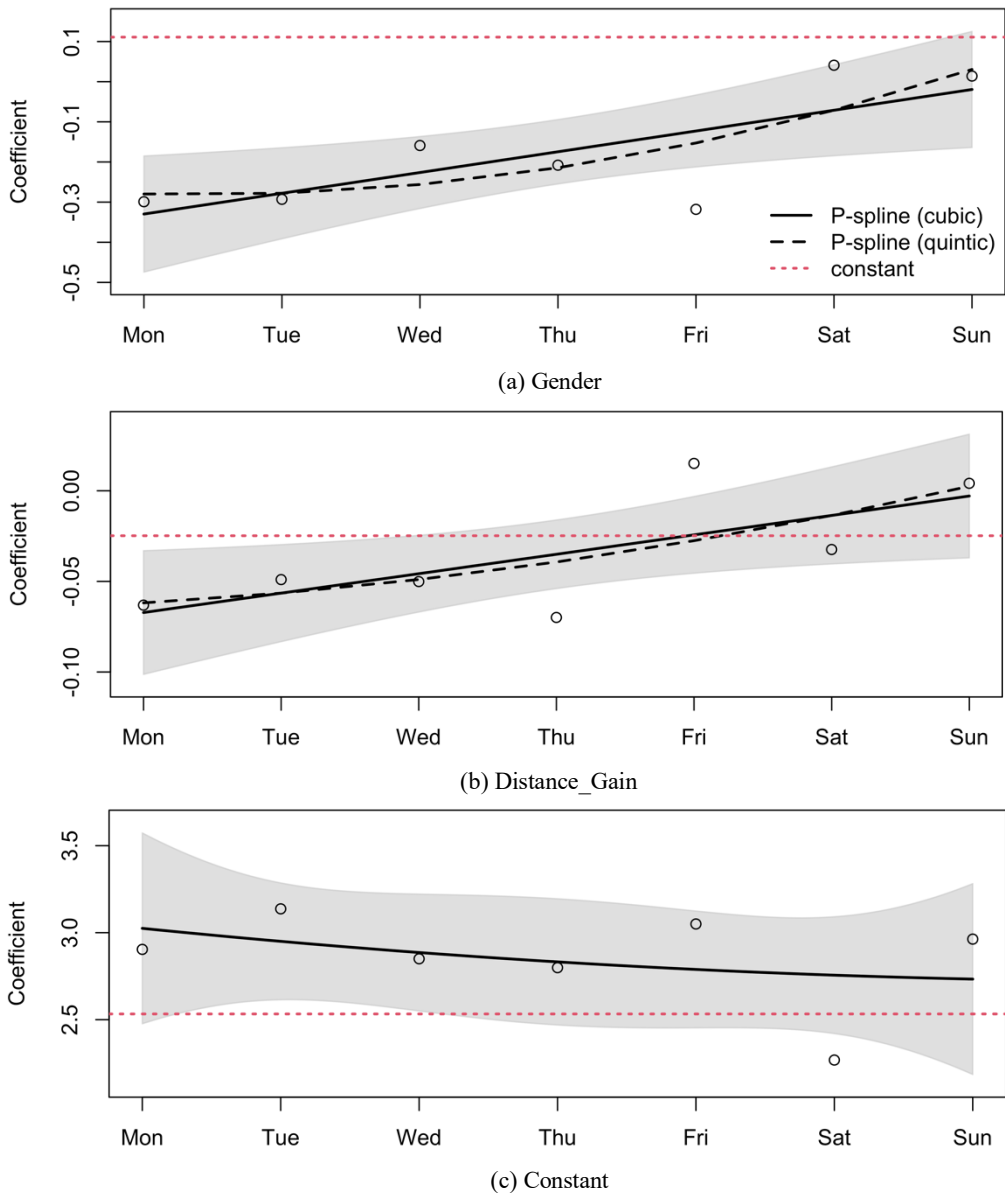 Coefficient
0.1
-0.1
-0.3
-0.5
P-spline (cubic)
P-spline (quintic)
constant
Mon Tue Wed Thu Fri Sat Sun
(a) Gender
Coefficient
0.00
-0.05
-0.10
Mon Tue Wed Thu Fri Sat Sun
(b) Distance_Gain
Coefficient
3.5
3.0
2.5
Mon Tue Wed Thu Fri Sat Sun
(c) Constant